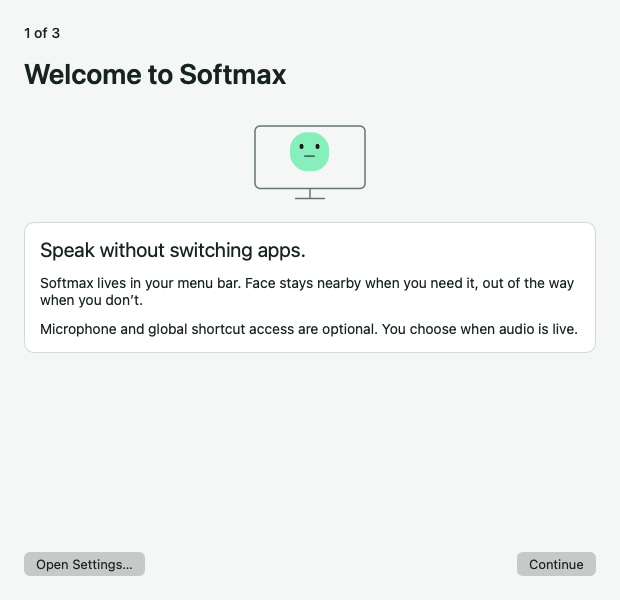 1 of 3
Welcome to Softmax
Speak without switching apps.
Softmax lives in your menu bar. Face stays nearby when you need it, out of the way
when you don’t.
Microphone and global shortcut access are optional. You choose when audio is live.
Open Settings...
Continue